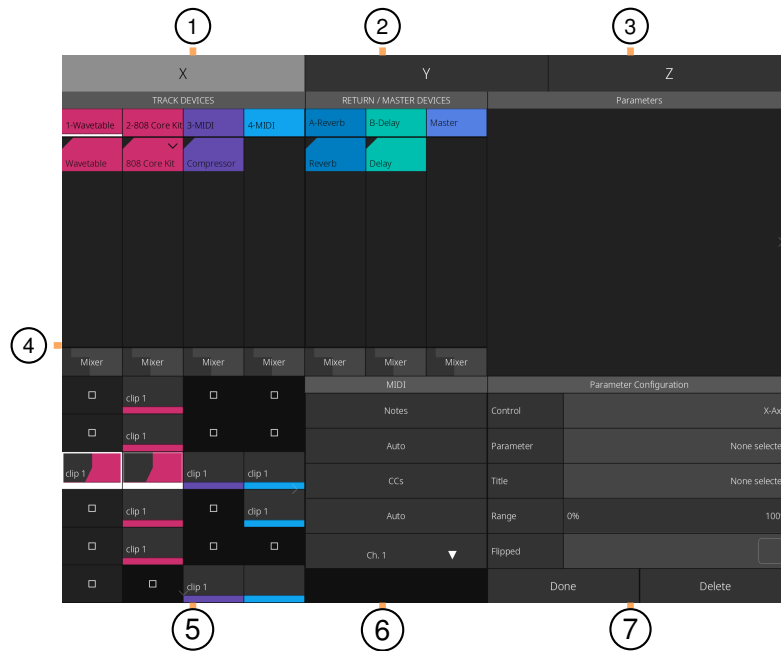 1 2 3
X Y Z
TRACK DEVICES RETURN / MASTER DEVICES Parameters
1-Wavetable 2-808 Core Kit 3-MIDI 4-MIDI A-Reverb B-Delay Master
Wavetable 808 Core Kit Compressor Reverb Delay
4
Mixer Mixer Mixer Mixer Mixer Mixer Mixer
MIDI Parameter Configuration
clip 1 Notes Control X-Ax
clip 1 Auto Parameter None selecte
clip 1 clip 1 clip 1 CCs Title None selecte
clip 1 clip 1 Auto Range 0% 100
clip 1 Ch. 1 Flipped
clip 1 Done Delete
5 6 7